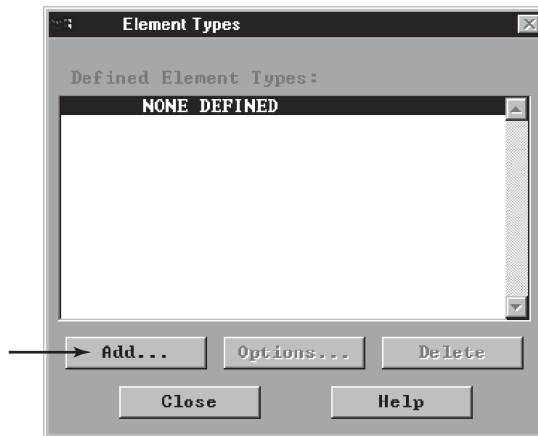 Element Types
Defined Element Types:
NONE DEFINED
Add... Options... Delete
Close Help